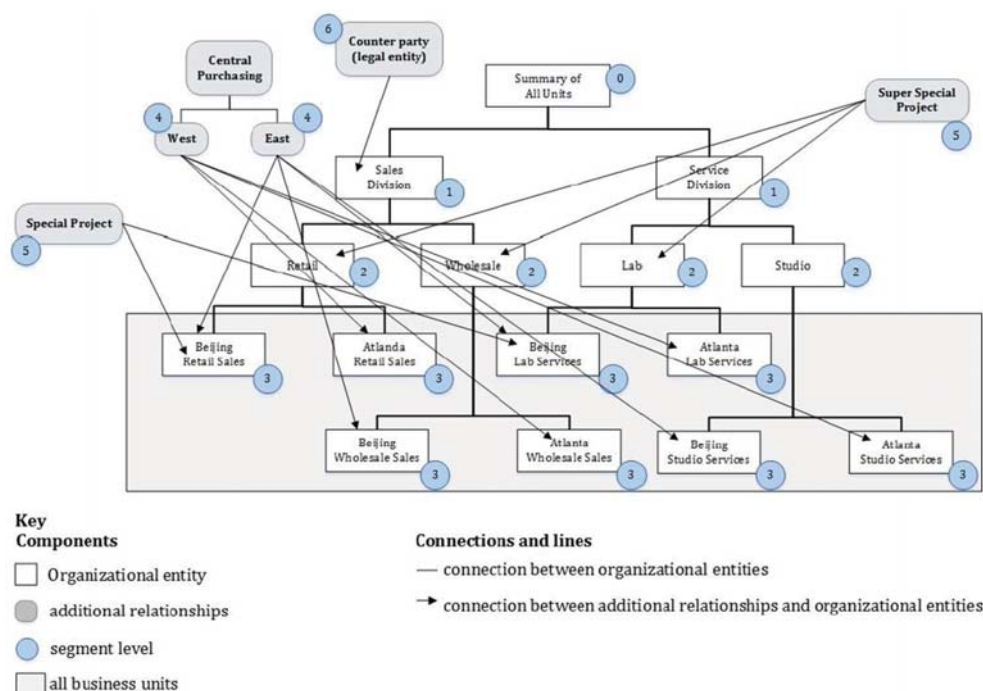 6
Counter party
(legal entity)
Central
Purchasing
Summary of
All Units
0
Super Special
Project
5
4
West
4
East
Sales
Division
1
Service
Division
1
Special Project
5
Retail
2
Wholesale
2
Lab
2
Studio
2
Beijing
Retail Sales
3
Atlanda
Retail Sales
3
Beijing
Lab Services
3
Atlanta
Lab Services
3
Beijing
Wholesale Sales
3
Atlanta
Wholesale Sales
3
Beijing
Studio Services
3
Atlanta
Studio Services
3
Key
Components
Organizational entity
additional relationships
segment level
all business units
Connections and lines
connection between organizational entities
connection between additional relationships and organizational entities